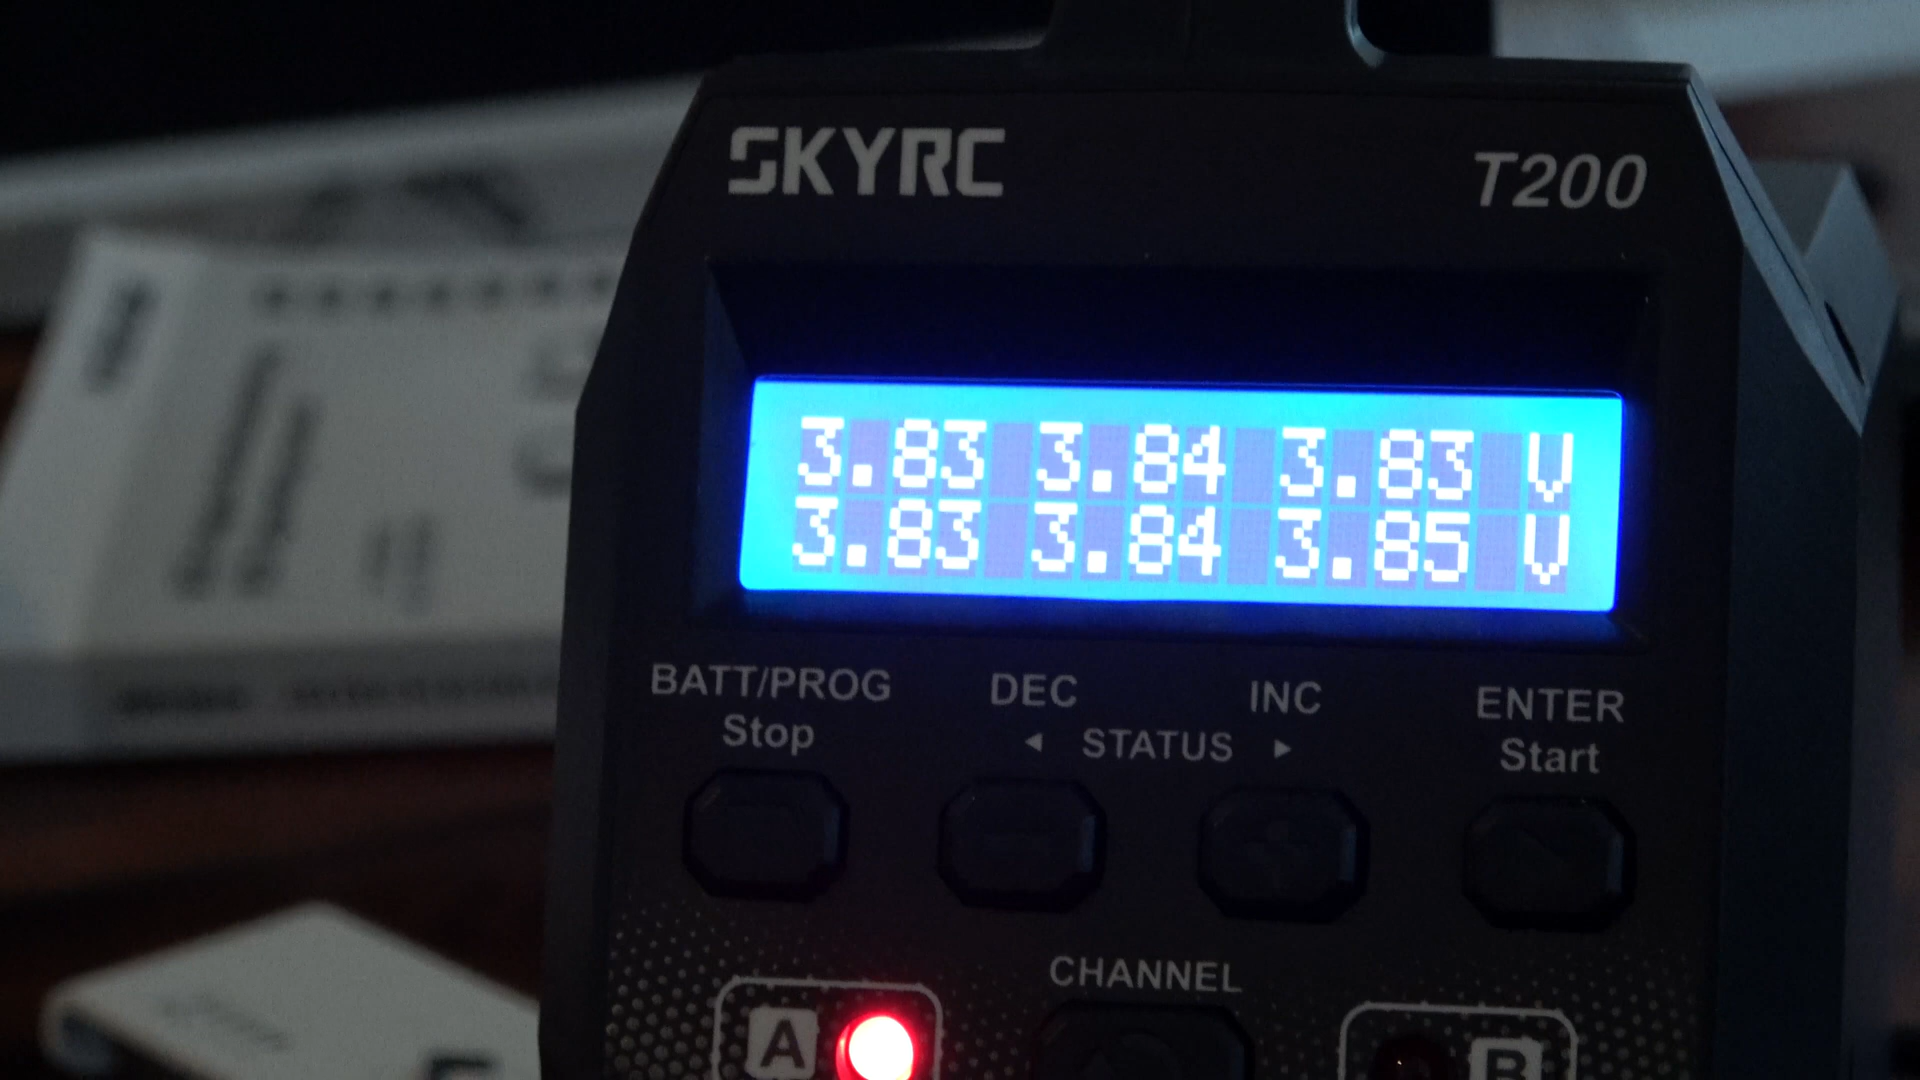 SKYRC T200
3.83 3.84 3.83 V
3.83 3.84 3.85 V
BATT/PROG DEC INC ENTER
Stop ◄ STATUS ► Start
CHANNEL
A B